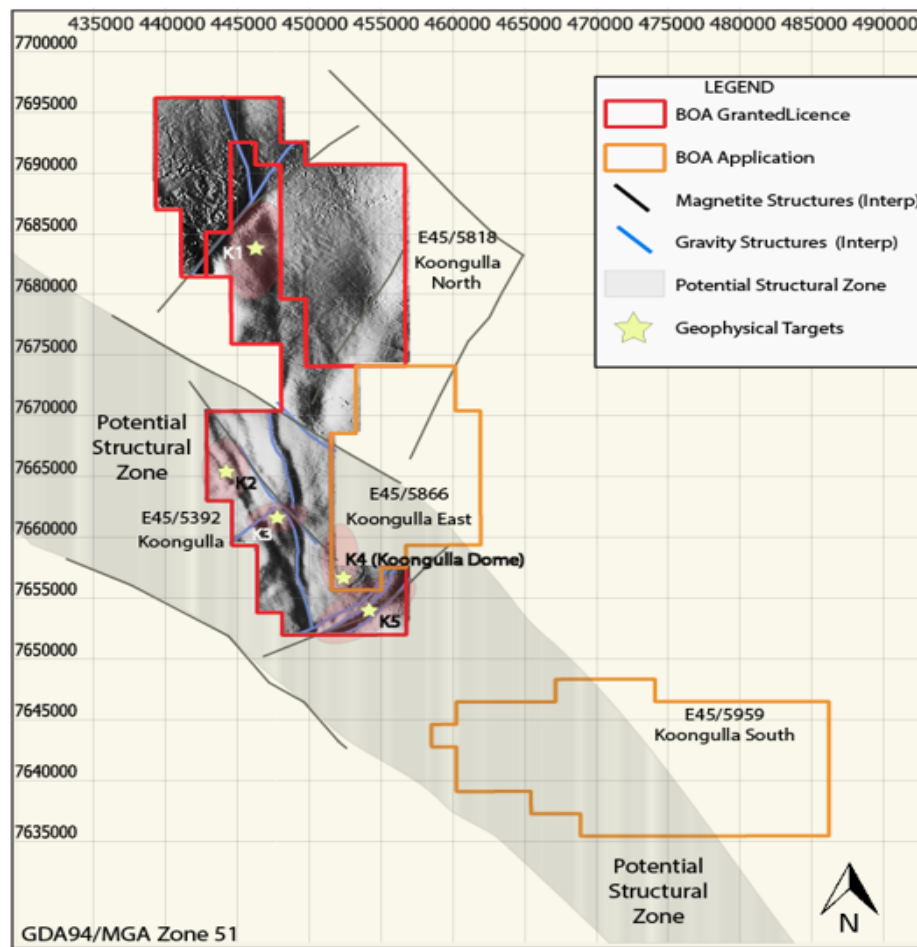 435000 440000 445000 450000 455000 460000 465000 470000 475000 480000 485000 490000
7700000
7695000
7690000
7685000
7680000
7675000
7670000
7665000
7660000
7655000
7650000
7645000
7640000
7635000
LEGEND
BOA GrantedLicence
BOA Application
Magnetite Structures (Interp)
Gravity Structures (Interp)
Potential Structural Zone
Geophysical Targets
K1
E45/5818
Koongulla
North
Potential
Structural
Zone
K2
E45/5392
Koongulla
K3
E45/5866
Koongulla East
K4 (Koongulla Dome)
K5
E45/5959
Koongulla South
Potential
Structural
Zone
N
GDA94/MGA Zone 51